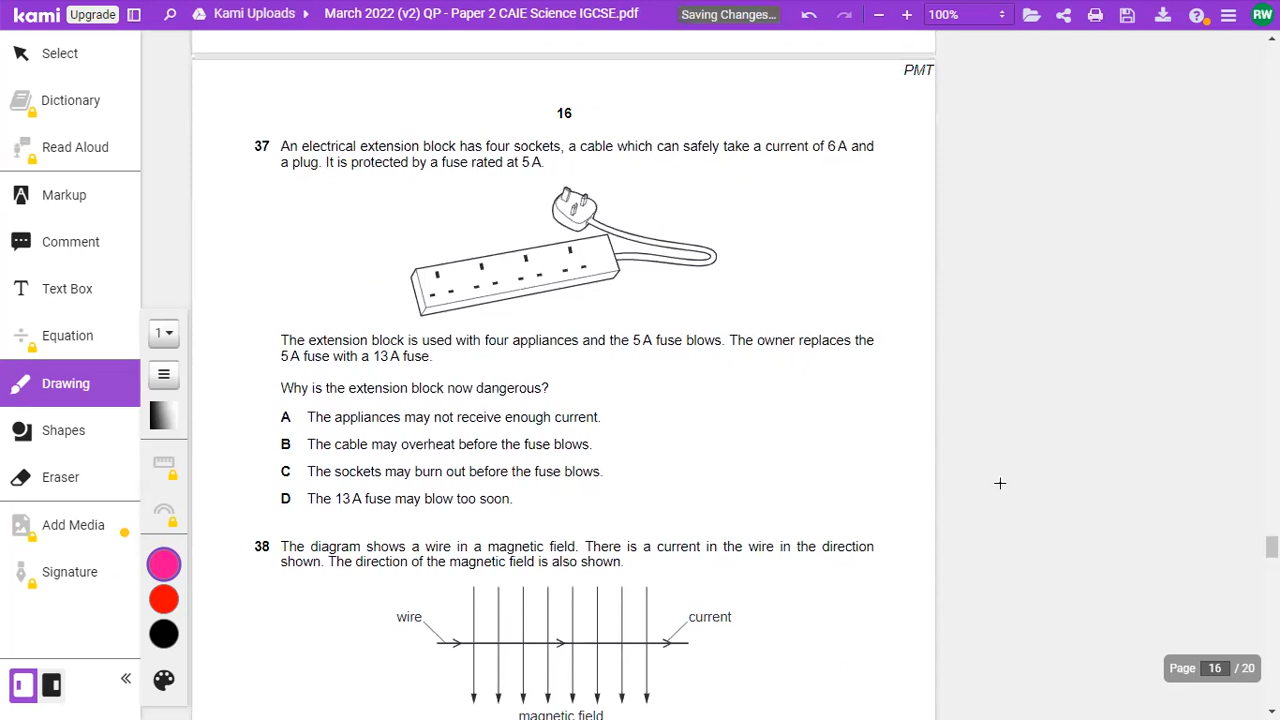 kami
Upgrade
Kami Uploads
March 2022 (v2) QP - Paper 2 CAIE Science IGCSE.pdf
Saving Changes...
100%
RW
Select
Dictionary
Read Aloud
Markup
Comment
Text Box
Equation
Drawing
Shapes
Eraser
Add Media
Signature
1
PMT
16
37 An electrical extension block has four sockets, a cable which can safely take a current of 6 A and
a plug. It is protected by a fuse rated at 5 A.
The extension block is used with four appliances and the 5 A fuse blows. The owner replaces the
5 A fuse with a 13 A fuse.
Why is the extension block now dangerous?
A The appliances may not receive enough current.
B The cable may overheat before the fuse blows.
C The sockets may burn out before the fuse blows.
D The 13 A fuse may blow too soon.
38 The diagram shows a wire in a magnetic field. There is a current in the wire in the direction
shown. The direction of the magnetic field is also shown.
wire
current
magnetic field
Page 16 / 20